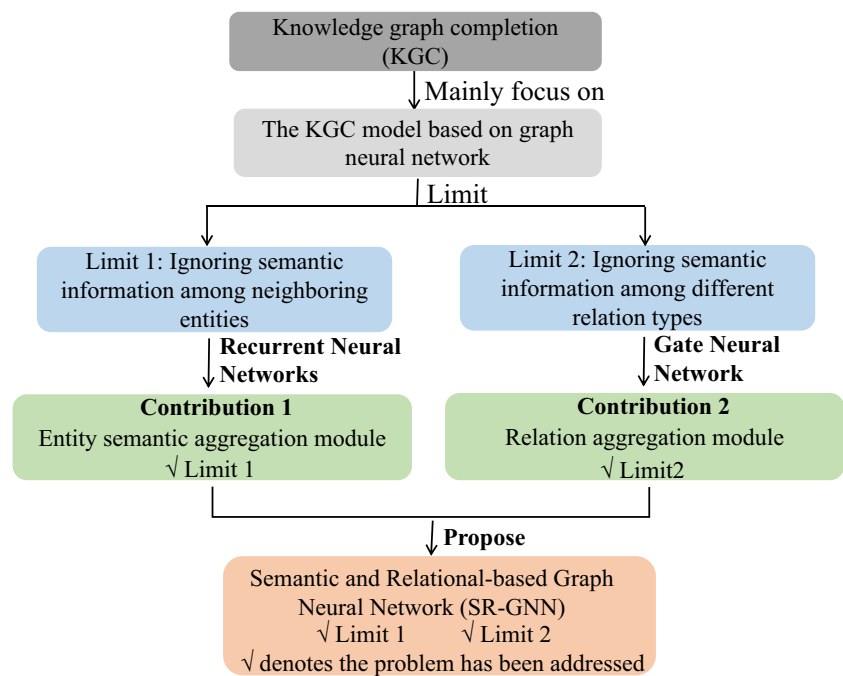 Knowledge graph completion
(KGC)
Mainly focus on
The KGC model based on graph
neural network
Limit
Limit 1: Ignoring semantic
information among neighboring
entities
Limit 2: Ignoring semantic
information among different
relation types
Recurrent Neural
Networks
Gate Neural
Network
Contribution 1
Entity semantic aggregation module
√ Limit 1
Contribution 2
Relation aggregation module
√ Limit2
Propose
Semantic and Relational-based Graph
Neural Network (SR-GNN)
√ Limit 1 √ Limit 2
√ denotes the problem has been addressed